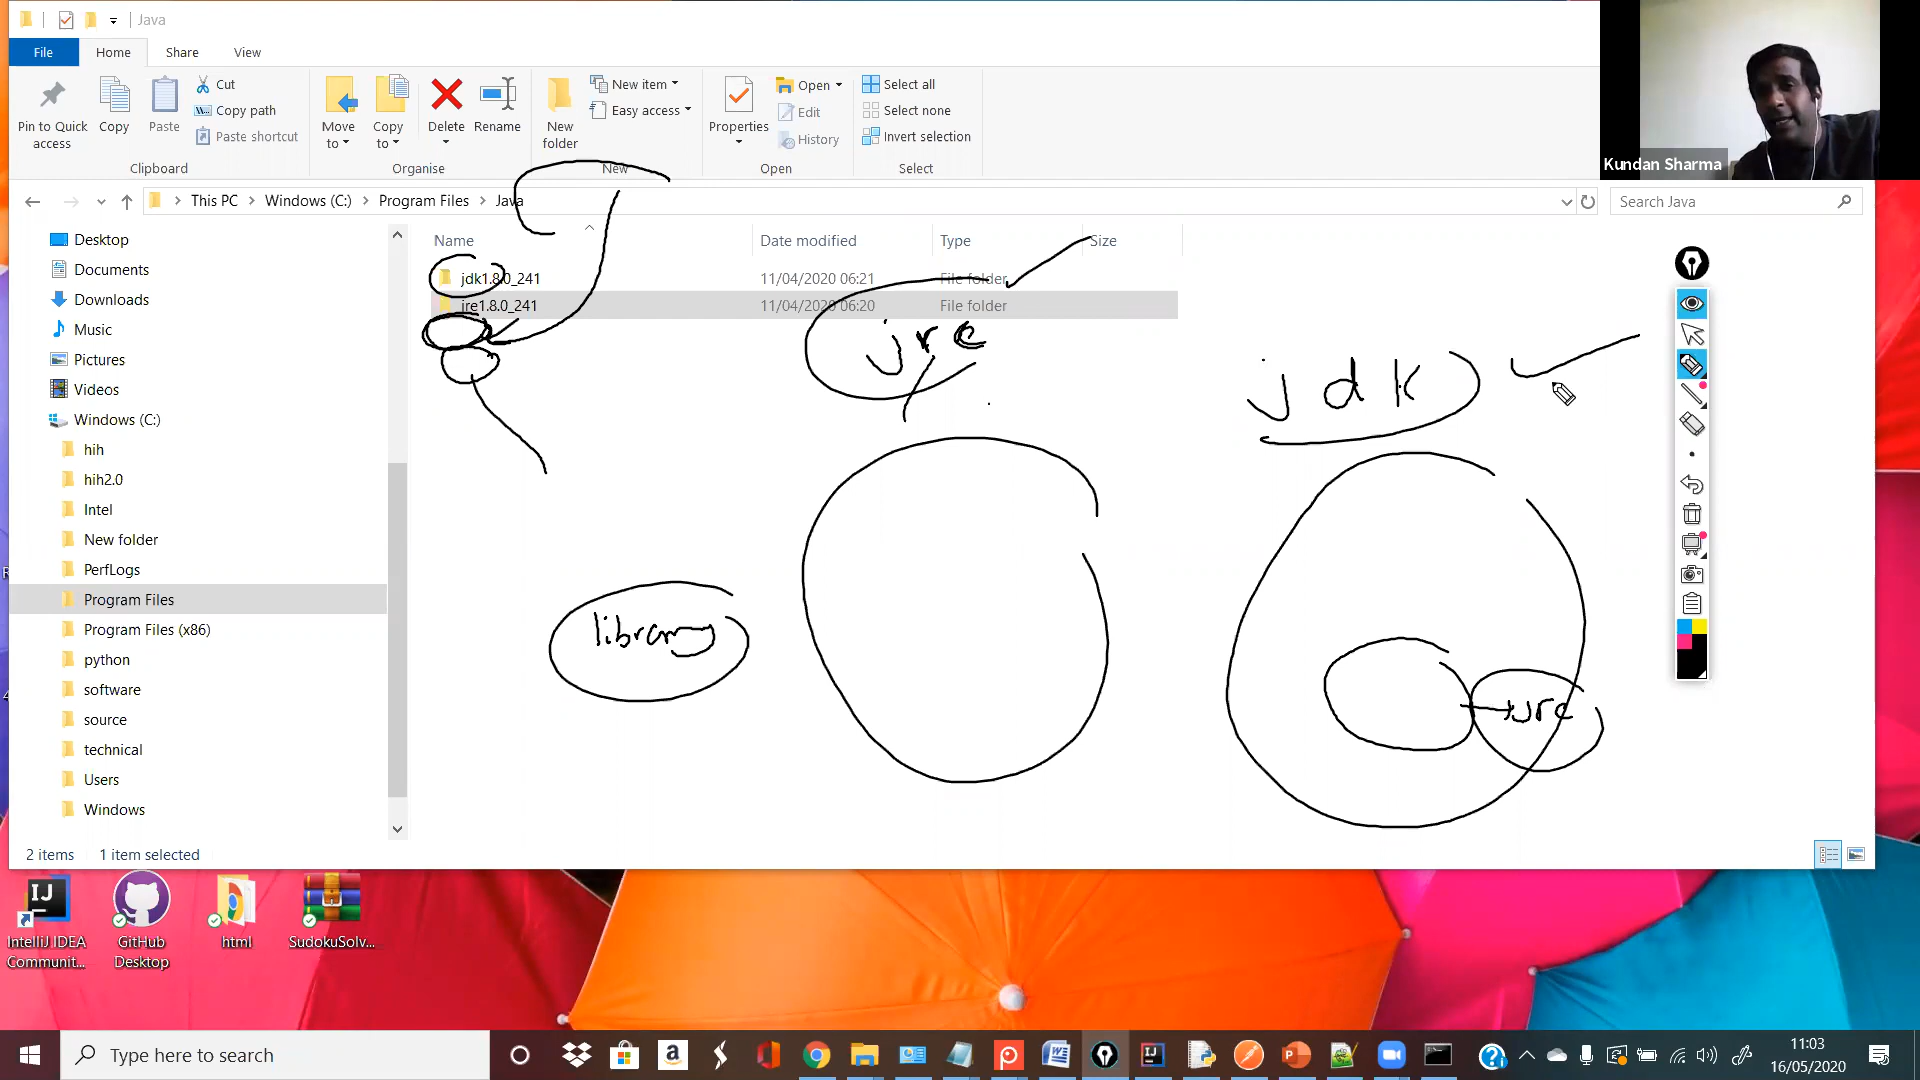 Java
File Home Share View
Pin to Quick access
Copy
Paste
Cut
Copy path
Paste shortcut
Clipboard
Move to
Copy to
Delete
Rename
Organise
New folder
New item
Easy access
New
Properties
Open
Edit
History
Open
Select all
Select none
Invert selection
Select
Kundan Sharma
This PC > Windows (C:) > Program Files > Java
Search Java
Name Date modified Type Size
jdk1.8.0_241 11/04/2020 06:21 File folder
jre1.8.0_241 11/04/2020 06:20 File folder
Desktop
Documents
Downloads
Music
Pictures
Videos
Windows (C:)
hih
hih2.0
Intel
New folder
PerfLogs
Program Files
Program Files (x86)
python
software
source
technical
Users
Windows
jre
jdk
library
jre
2 items 1 item selected
IntelliJ IDEA Communit...
GitHub Desktop
html
SudokuSolv...
Type here to search
11:03
16/05/2020